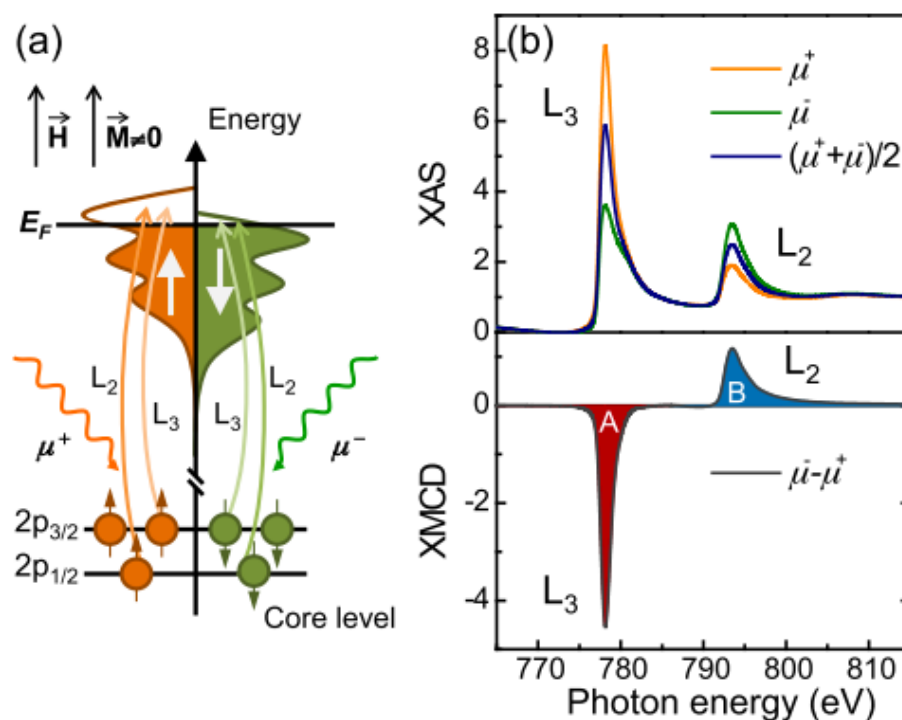 (a)
H⃗ M⃗≠0
Energy
E_F
L₂ L₃ L₃ L₂
μ⁺ μ⁻
2p₃/₂
2p₁/₂
Core level
(b)
XAS
8
6
4
2
0
L₃
L₂
μ⁺
μ⁻
(μ⁺+μ⁻)/2
XMCD
0
-2
-4
A
B
L₂
L₃
μ⁻-μ⁺
770 780 790 800 810
Photon energy (eV)